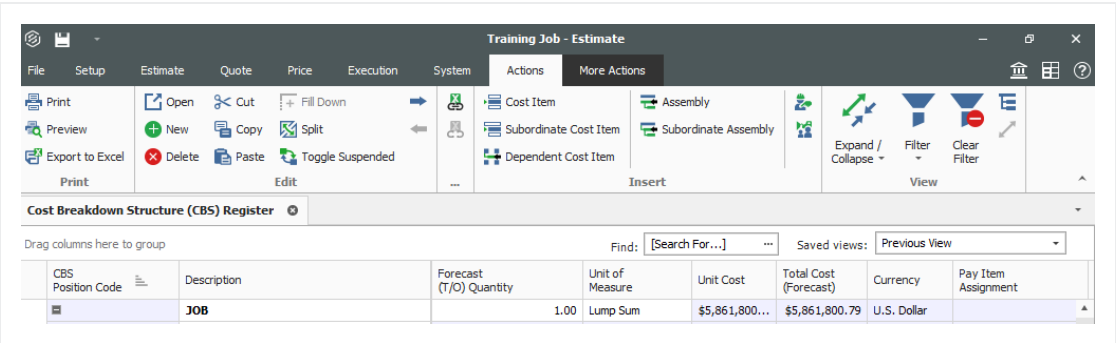 Training Job - Estimate
File Setup Estimate Quote Price Execution System Actions More Actions
Print Open Cut Fill Down Cost Item Assembly
Preview New Copy Split Subordinate Cost Item Subordinate Assembly
Export to Excel Delete Paste Toggle Suspended Dependent Cost Item
Expand / Collapse Filter Clear Filter
Print Edit ... Insert View
Cost Breakdown Structure (CBS) Register
Drag columns here to group Find: [Search For...] ... Saved views: Previous View
CBS Position Code Description Forecast (T/O) Quantity Unit of Measure Unit Cost Total Cost (Forecast) Currency Pay Item Assignment
JOB 1.00 Lump Sum $5,861,800... $5,861,800.79 U.S. Dollar